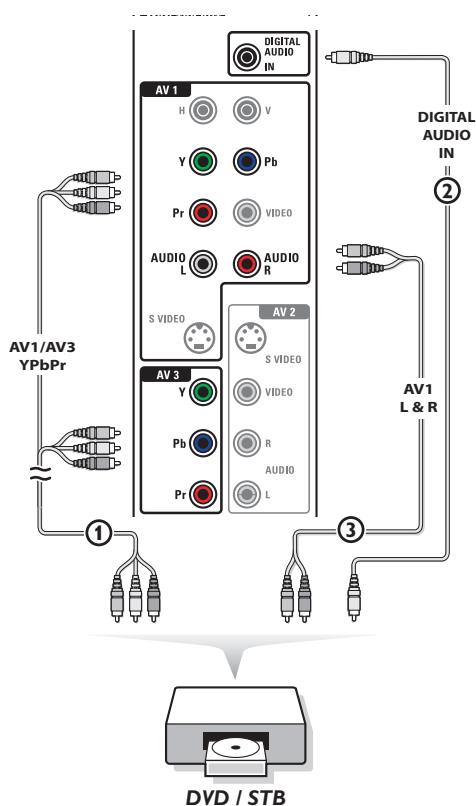 DIGITAL
AUDIO
IN
AV 1
H
V
Y
Pb
Pr
VIDEO
AUDIO
L
AUDIO
R
S VIDEO
AV 2
S VIDEO
AV 3
Y
VIDEO
Pb
R
AUDIO
Pr
L
DIGITAL
AUDIO
IN
2
AV1/AV3
YPbPr
AV1
L & R
1
3
DVD / STB